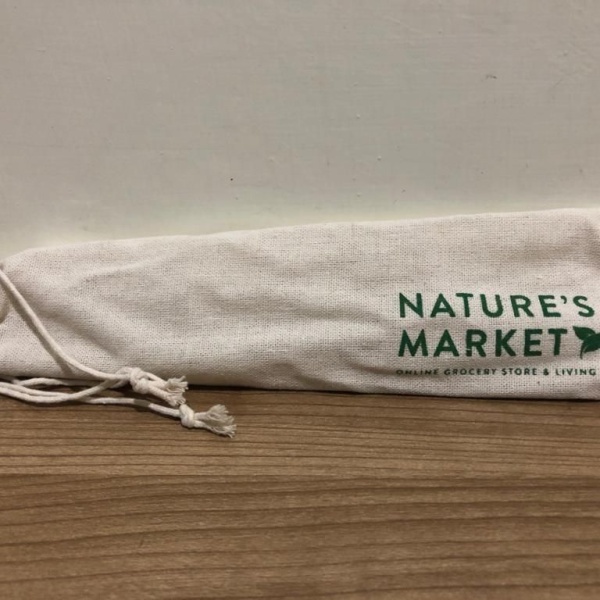 NATURE'S
MARKET
ONLINE GROCERY STORE & LIVING